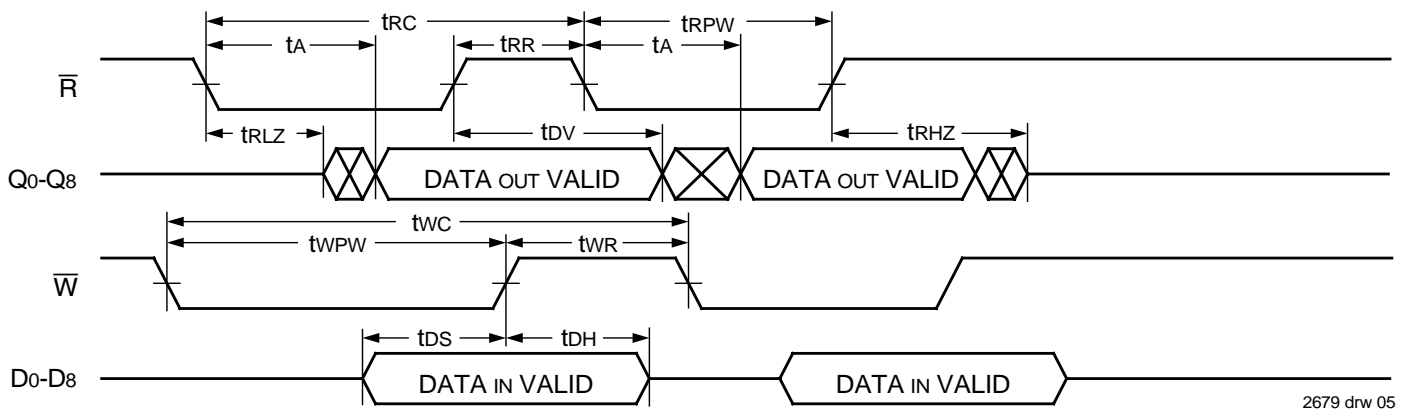 tRC tRPW
tA tRR tA
R̅
tRLZ tDV tRHZ
Q0-Q8 DATA OUT VALID DATA OUT VALID
tWC
tWPW tWR
W̅
tDS tDH
D0-D8 DATA IN VALID DATA IN VALID
2679 drw 05